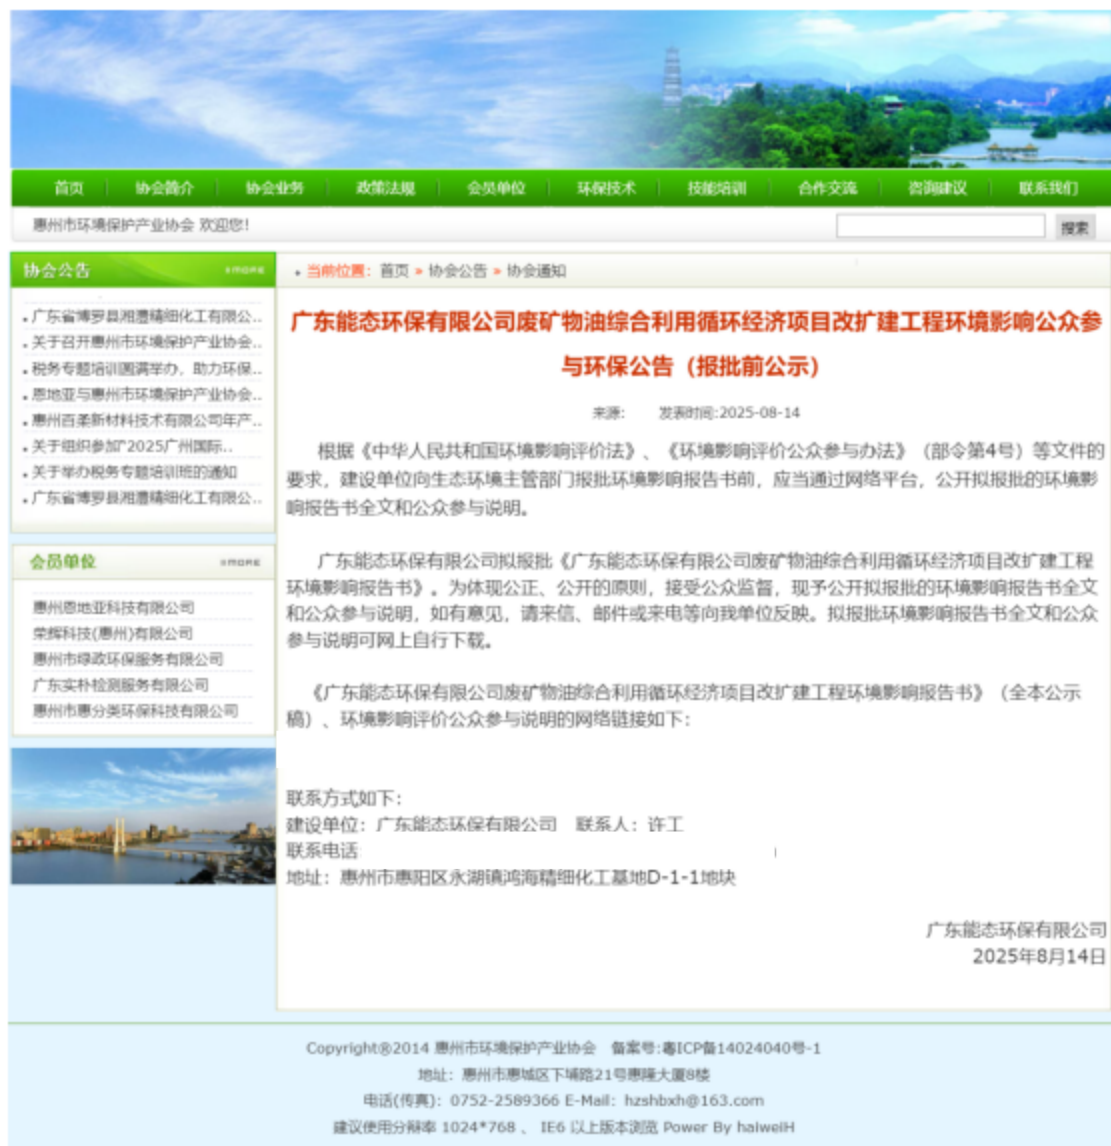 首页 协会简介 协会业务 政策法规 会员单位 环保技术 技能培训 合作交流 咨询建议 联系我们
惠州市环境保护产业协会 欢迎您!
搜索
协会公告
MORE
广东省博罗县湘澧精细化工有限公..
关于召开惠州市环境保护产业协会..
税务专题培训圆满举办，助力环保..
恩地亚与惠州市环境保护产业协会..
惠州百柔新材料科技术有限公司年产..
关于组织参加"2025广州国际..
关于举办税务专题培训班的通知
广东省博罗县湘澧精细化工有限公..
会员单位
MORE
惠州恩地亚科技有限公司
荣辉科技(惠州)有限公司
惠州市绿政环保服务有限公司
广东实朴检测服务有限公司
惠州市惠分类环保科技有限公司
当前位置：首页 » 协会公告 » 协会通知
广东能态环保有限公司废矿物油综合利用循环经济项目改扩建工程环境影响公众参
与环保公告（报批前公示）
来源: 发表时间:2025-08-14
根据《中华人民共和国环境影响评价法》、《环境影响评价公众参与办法》（部令第4号）等文件的
要求，建设单位向生态环境主管部门报批环境影响报告书前，应当通过网络平台，公开拟报批的环境影
响报告书全文和公众参与说明。
广东能态环保有限公司拟报批《广东能态环保有限公司废矿物油综合利用循环经济项目改扩建工程
环境影响报告书》。为体现公正、公开的原则，接受公众监督，现予公开拟报批的环境影响报告书全文
和公众参与说明，如有意见，请来信、邮件或来电等向我单位反映。拟报批环境影响报告书全文和公众
参与说明可网上自行下载。
《广东能态环保有限公司废矿物油综合利用循环经济项目改扩建工程环境影响报告书》（全本公示
稿）、环境影响评价公众参与说明的网络链接如下：
联系方式如下：
建设单位：广东能态环保有限公司 联系人：许工
联系电话
地址：惠州市惠阳区永湖镇鸿海精细化工基地D-1-1地块
广东能态环保有限公司
2025年8月14日
Copyright®2014 惠州市环境保护产业协会 备案号:粤ICP备14024040号-1
地址：惠州市惠城区下埔路21号惠隆大厦8楼
电话(传真)：0752-2589366 E-Mail：hzshbxh@163.com
建议使用分辩率 1024*768 、 IE6 以上版本浏览 Power By haiweiH